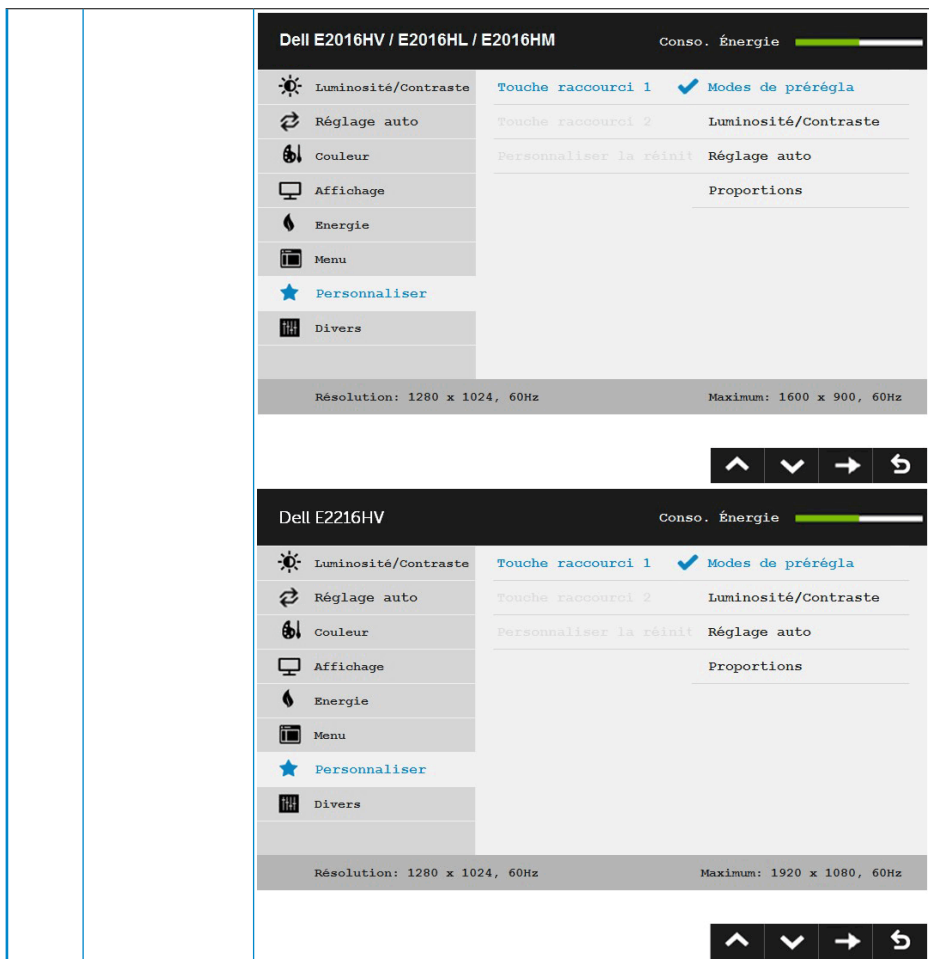 Dell E2016HV / E2016HL / E2016HM Conso. Énergie
Luminosité/Contraste Touche raccourci 1 Modes de prérégla
Réglage auto Touche raccourci 2 Luminosité/Contraste
Couleur Personnaliser la réinit Réglage auto
Affichage Proportions
Energie
Menu
Personnaliser
Divers
Résolution: 1280 x 1024, 60Hz Maximum: 1600 x 900, 60Hz
Dell E2216HV Conso. Énergie
Luminosité/Contraste Touche raccourci 1 Modes de prérégla
Réglage auto Touche raccourci 2 Luminosité/Contraste
Couleur Personnaliser la réinit Réglage auto
Affichage Proportions
Energie
Menu
Personnaliser
Divers
Résolution: 1280 x 1024, 60Hz Maximum: 1920 x 1080, 60Hz